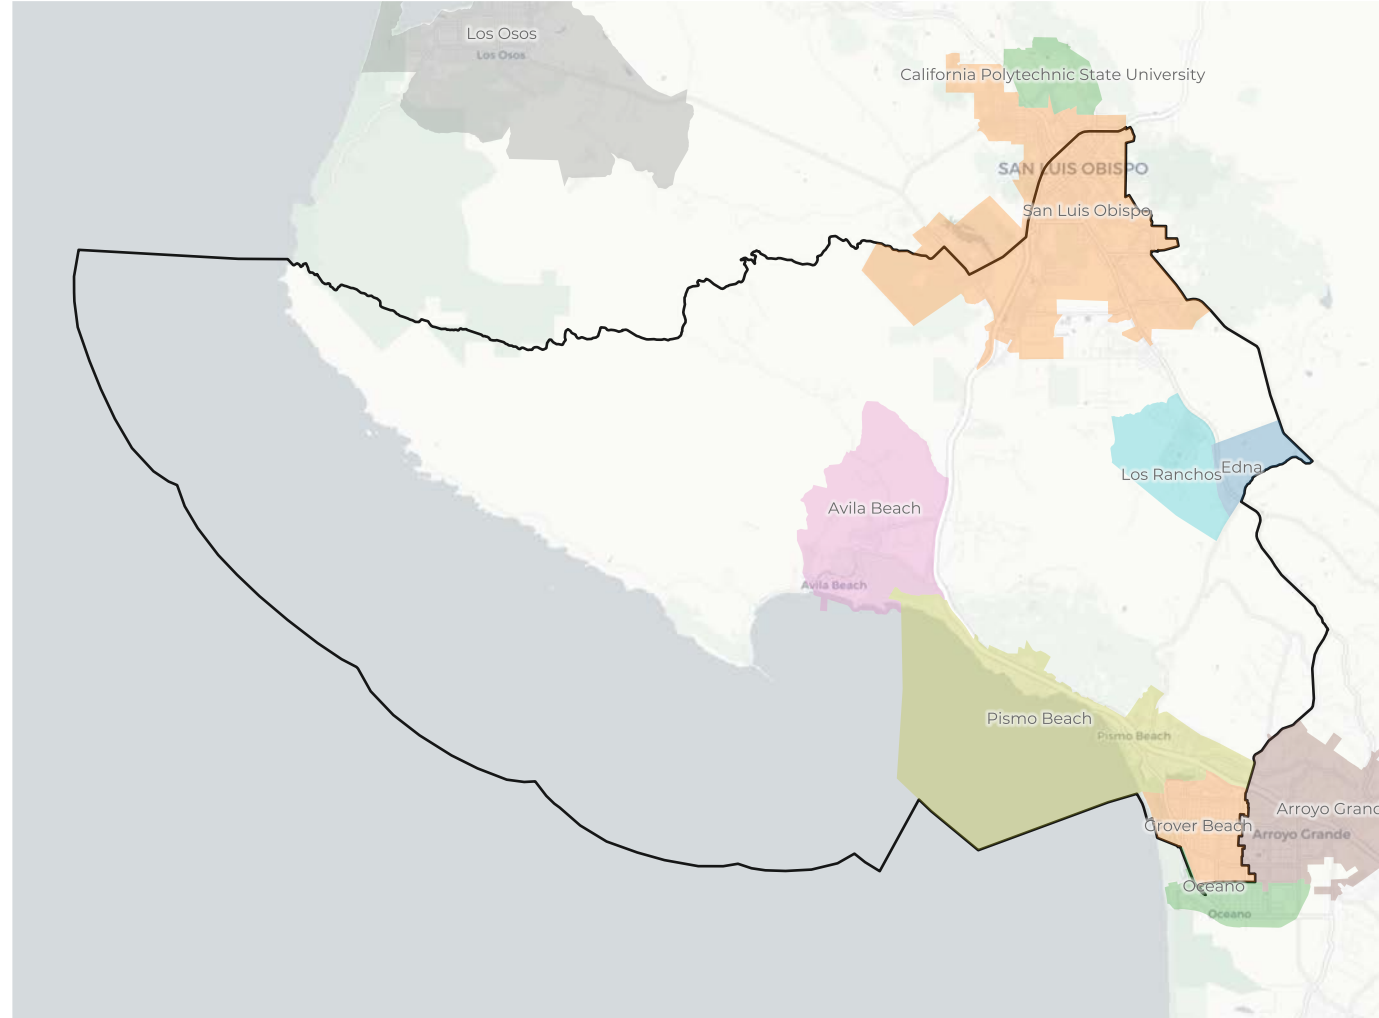 Los Osos
Los Osos
California Polytechnic State University
SAN LUIS OBISPO
San Luis Obispo
Los Ranchos
Edna
Avila Beach
Avila Beach
Pismo Beach
Pismo Beach
Arroyo Granc
Grover Beach
Arroyo Grande
Oceano
Oceano